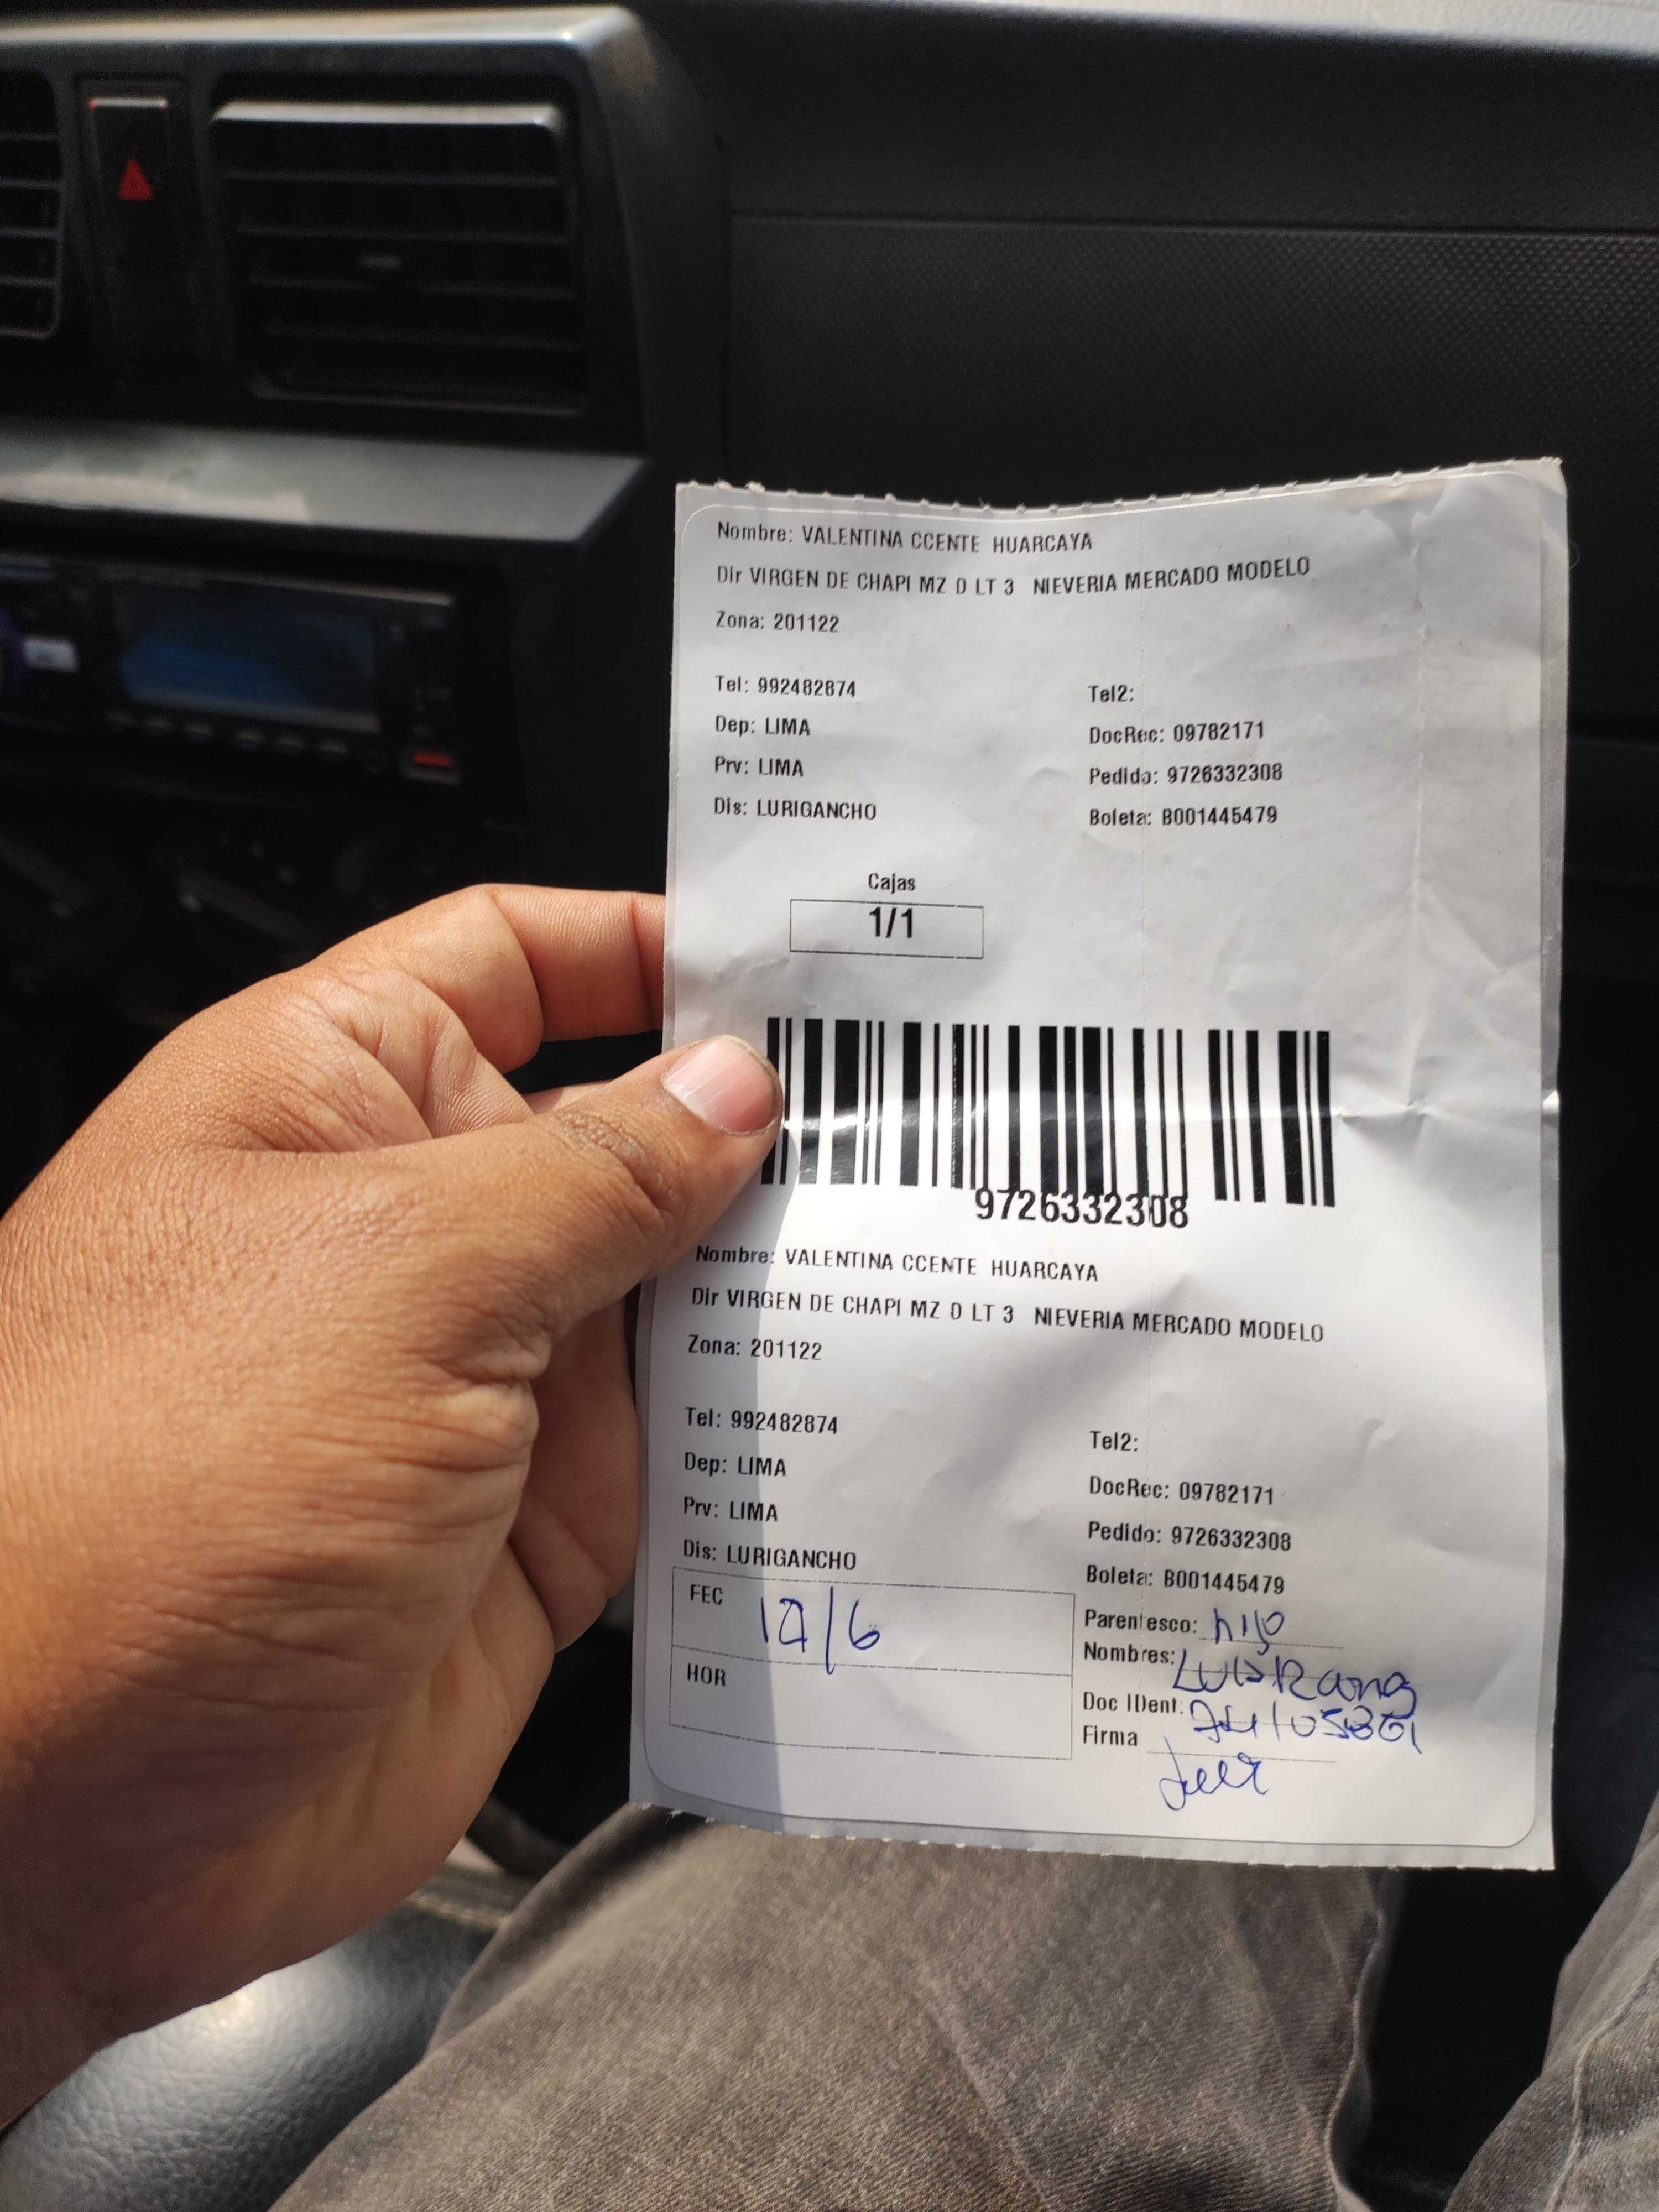 Nombre: VALENTINA CCENTE HUARCAYA
Dir VIRGEN DE CHAPI MZ D LT 3 NIEVERIA MERCADO MODELO
Zona: 201122
Tel: 992482874 Tel2:
Dep: LIMA DocRec: 09782171
Prv: LIMA Pedido: 9726332308
Dis: LURIGANCHO Boleta: B001445479
Cajas
1/1
9726332308
Nombre: VALENTINA CCENTE HUARCAYA
Dir VIRGEN DE CHAPI MZ D LT 3 NIEVERIA MERCADO MODELO
Zona: 201122
Tel: 992482874 Tel2:
Dep: LIMA DocRec: 09782171
Prv: LIMA Pedido: 9726332308
Dis: LURIGANCHO Boleta: B001445479
FEC
HOR
Parentesco: hijo
Nombres: Luis
Doc IDent:
Firma